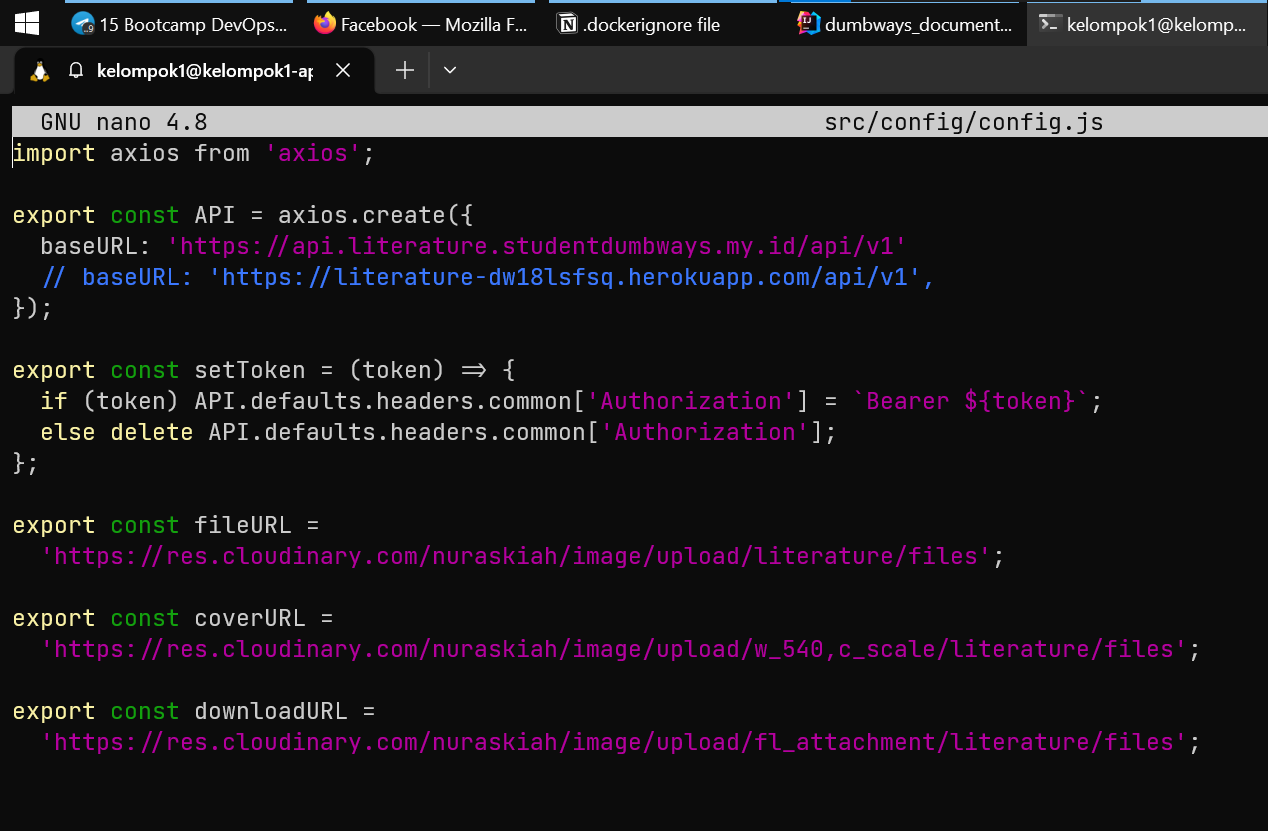 15 Bootcamp DevOps...
Facebook — Mozilla F...
.dockerignore file
dumbways_document...
kelompok1@kelomp...
kelompok1@kelompok1-ap
GNU nano 4.8 src/config/config.js
import axios from 'axios';
export const API = axios.create({
baseURL: 'https://api.literature.studentdumbways.my.id/api/v1'
// baseURL: 'https://literature-dw18lsfsq.herokuapp.com/api/v1',
});
export const setToken = (token) => {
if (token) API.defaults.headers.common['Authorization'] = `Bearer ${token}`;
else delete API.defaults.headers.common['Authorization'];
};
export const fileURL =
'https://res.cloudinary.com/nuraskiah/image/upload/literature/files';
export const coverURL =
'https://res.cloudinary.com/nuraskiah/image/upload/w_540,c_scale/literature/files';
export const downloadURL =
'https://res.cloudinary.com/nuraskiah/image/upload/fl_attachment/literature/files';